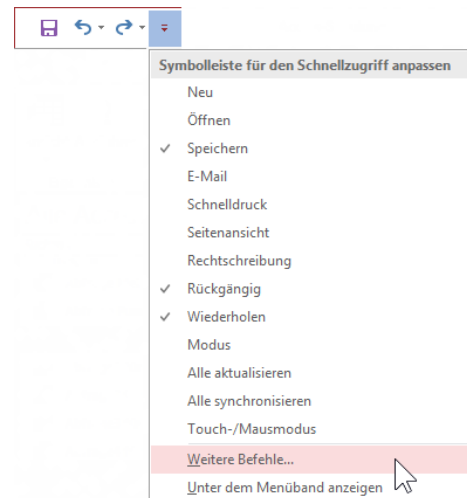 Symbolleiste für den Schnellzugriff anpassen
Neu
Öffnen
Speichern
E-Mail
Schnelldruck
Seitenansicht
Rechtschreibung
Rückgängig
Wiederholen
Modus
Alle aktualisieren
Alle synchronisieren
Touch-/Mausmodus
Weitere Befehle...
Unter dem Menüband anzeigen